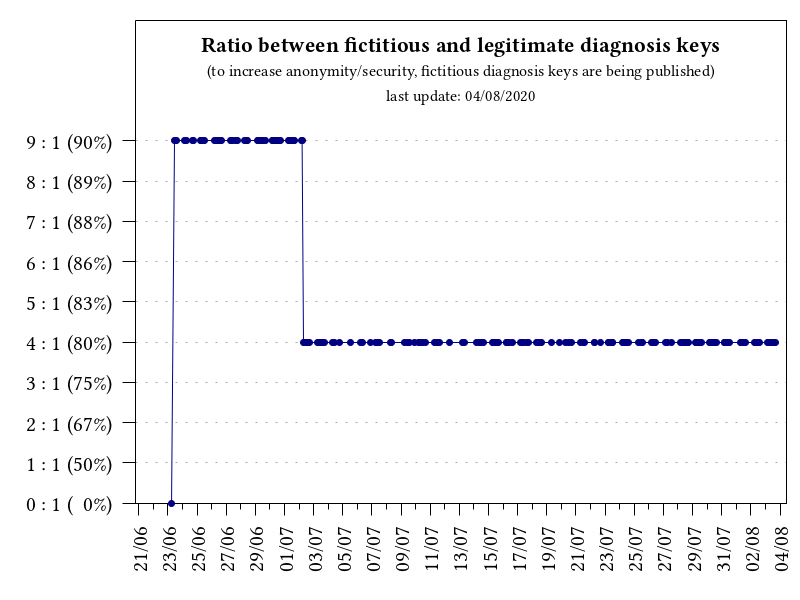 Ratio between fictitious and legitimate diagnosis keys
(to increase anonymity/security, fictitious diagnosis keys are being published)
last update: 04/08/2020
9 : 1 (90%)
8 : 1 (89%)
7 : 1 (88%)
6 : 1 (86%)
5 : 1 (83%)
4 : 1 (80%)
3 : 1 (75%)
2 : 1 (67%)
1 : 1 (50%)
0 : 1 ( 0%)
21/06
23/06
25/06
27/06
29/06
01/07
03/07
05/07
07/07
09/07
11/07
13/07
15/07
17/07
19/07
21/07
23/07
25/07
27/07
29/07
31/07
02/08
04/08